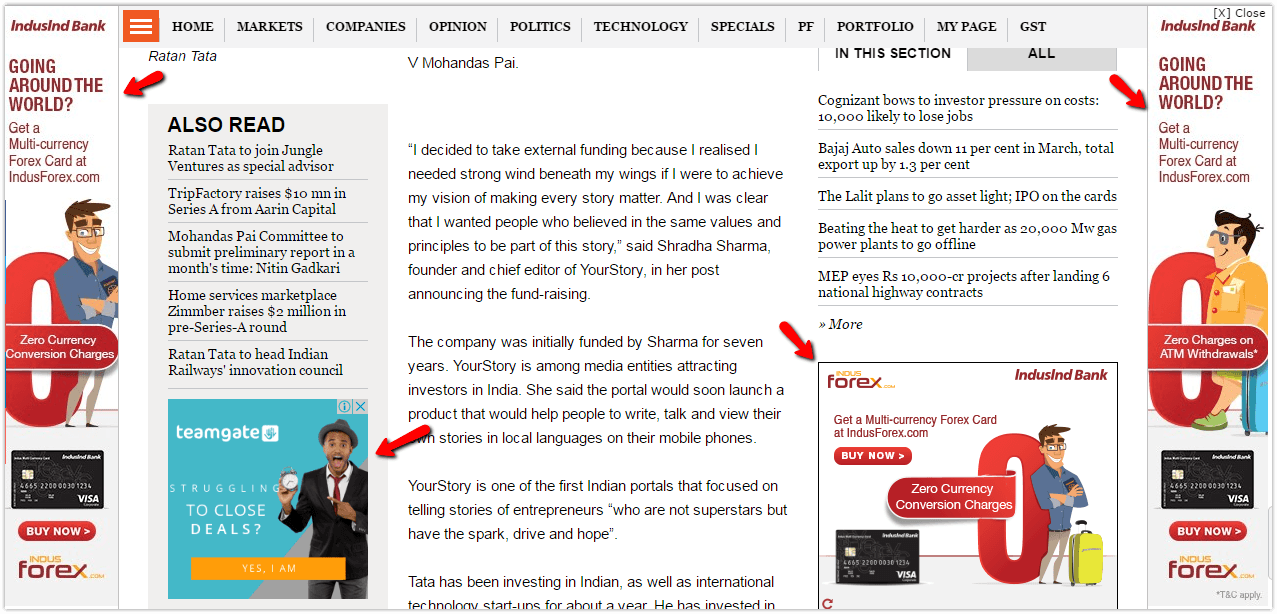 [X] Close
HOME
MARKETS
COMPANIES
OPINION
POLITICS
TECHNOLOGY
SPECIALS
PF
PORTFOLIO
MY PAGE
GST
IndusInd Bank
GOING
AROUND THE
WORLD?
Get a
Multi-currency
Forex Card at
IndusForex.com
Zero Currency
Conversion Charges
IndusInd Bank
4665 2200 0030 1234
VISA
BUY NOW >
INDUS
forex.com
Ratan Tata
ALSO READ
Ratan Tata to join Jungle
Ventures as special advisor
TripFactory raises $10 mn in
Series A from Aarin Capital
Mohandas Pai Committee to
submit preliminary report in a
month's time: Nitin Gadkari
Home services marketplace
Zimmber raises $2 million in
pre-Series-A round
Ratan Tata to head Indian
Railways' innovation council
teamgate
STRUGGLING
TO CLOSE
DEALS?
YES, I AM
V Mohandas Pai.
“I decided to take external funding because I realised I
needed strong wind beneath my wings if I were to achieve
my vision of making every story matter. And I was clear
that I wanted people who believed in the same values and
principles to be part of this story,” said Shradha Sharma,
founder and chief editor of YourStory, in her post
announcing the fund-raising.
The company was initially funded by Sharma for seven
years. YourStory is among media entities attracting
investors in India. She said the portal would soon launch a
product that would help people to write, talk and view their
own stories in local languages on their mobile phones.
YourStory is one of the first Indian portals that focused on
telling stories of entrepreneurs “who are not superstars but
have the spark, drive and hope”.
Tata has been investing in Indian, as well as international
technology start-ups for about a year. He has invested in
IN THIS SECTION
ALL
Cognizant bows to investor pressure on costs:
10,000 likely to lose jobs
Bajaj Auto sales down 11 per cent in March, total
export up by 1.3 per cent
The Lalit plans to go asset light; IPO on the cards
Beating the heat to get harder as 20,000 Mw gas
power plants to go offline
MEP eyes Rs 10,000-cr projects after landing 6
national highway contracts
» More
INDUS
forex.com
IndusInd Bank
Get a Multi-currency Forex Card
at IndusForex.com
BUY NOW >
Zero Currency
Conversion Charges
IndusInd Bank
4665 2200 0030 1234
VISA
IndusInd Bank
GOING
AROUND THE
WORLD?
Get a
Multi-currency
Forex Card at
IndusForex.com
Zero Charges on
ATM Withdrawals*
IndusInd Bank
4665 2200 0030 1234
VISA
BUY NOW >
INDUS
forex.com
*T&C apply.